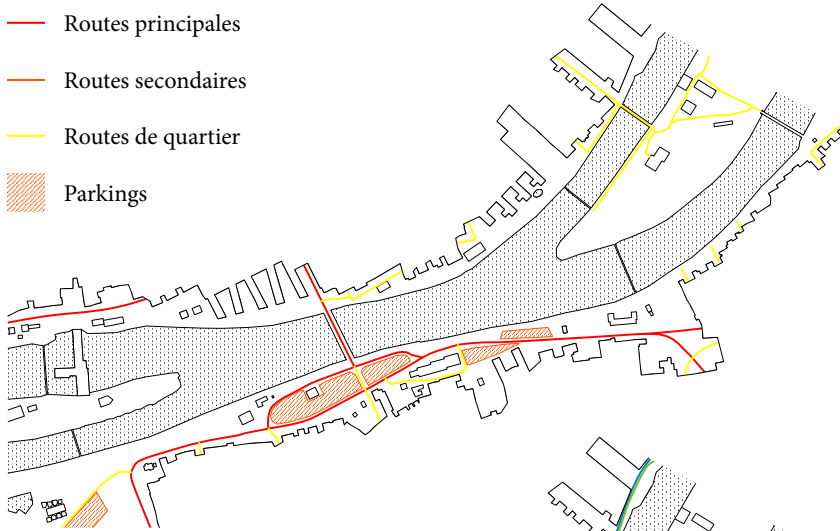 Routes principales
Routes secondaires
Routes de quartier
Parkings